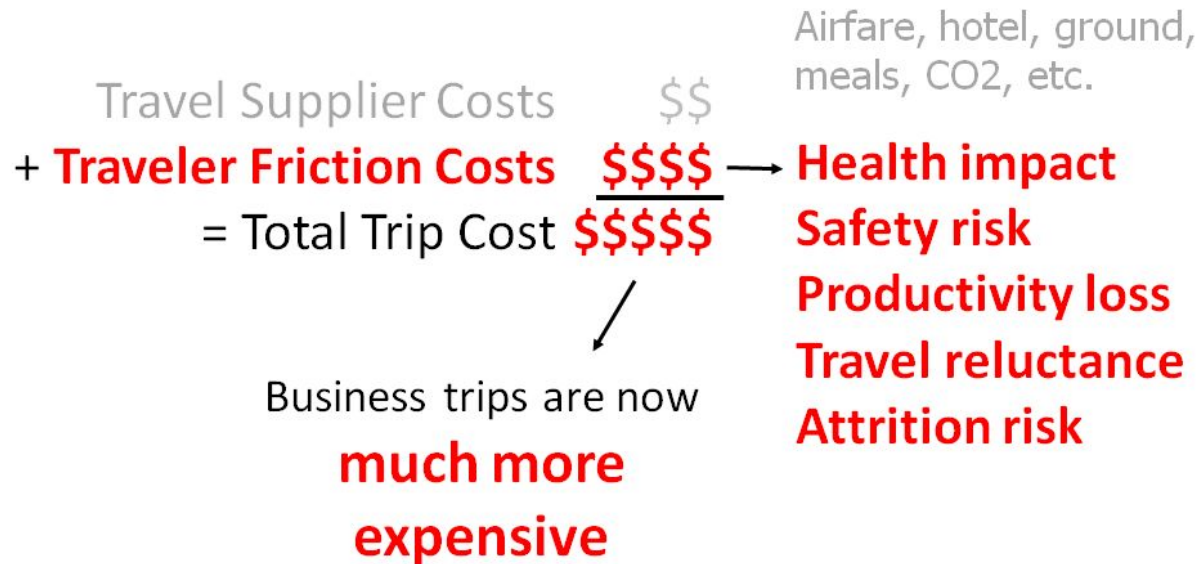 Airfare, hotel, ground,
meals, CO2, etc.
Travel Supplier Costs $$
+ Traveler Friction Costs $$$$
= Total Trip Cost $$$$$
Health impact
Safety risk
Productivity loss
Travel reluctance
Attrition risk
Business trips are now
much more
expensive